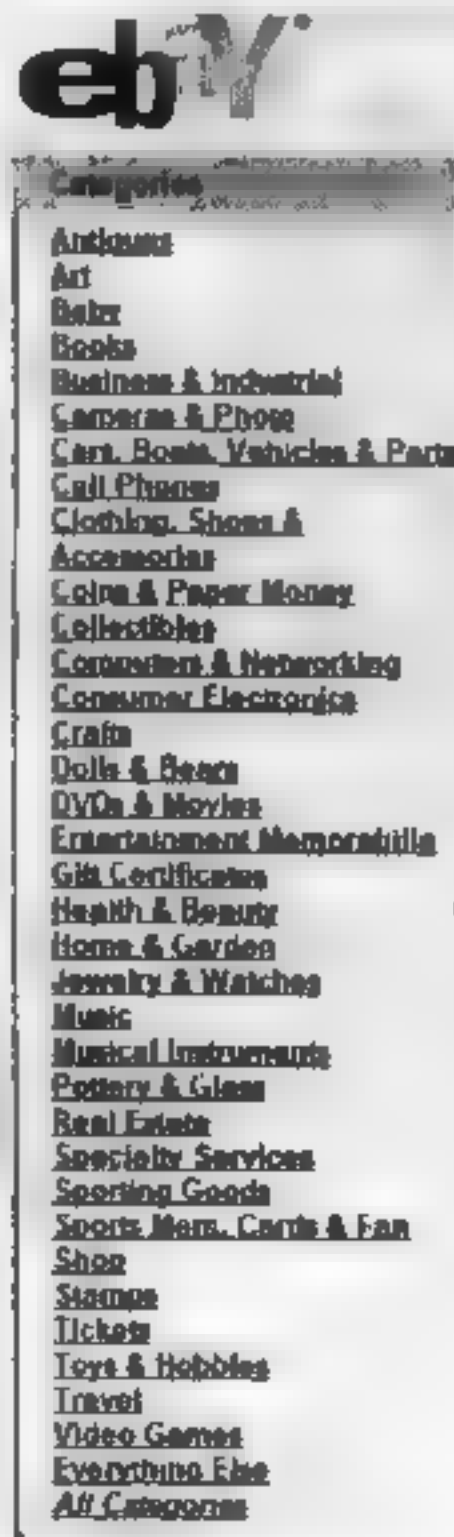 ebY
Categories
Antiques
Art
Baby
Books
Business & Industrial
Cameras & Photo
Cars, Boats, Vehicles & Parts
Cell Phones
Clothing, Shoes &
Accessories
Coins & Paper Money
Collectibles
Computers & Networking
Consumer Electronics
Crafts
Dolls & Bears
DVDs & Movies
Entertainment Memorabilia
Gift Certificates
Health & Beauty
Home & Garden
Jewelry & Watches
Music
Musical Instruments
Pottery & Glass
Real Estate
Specialty Services
Sporting Goods
Sports Mem, Cards & Fan
Shop
Stamps
Tickets
Toys & Hobbies
Travel
Video Games
Everything Else
All Categories